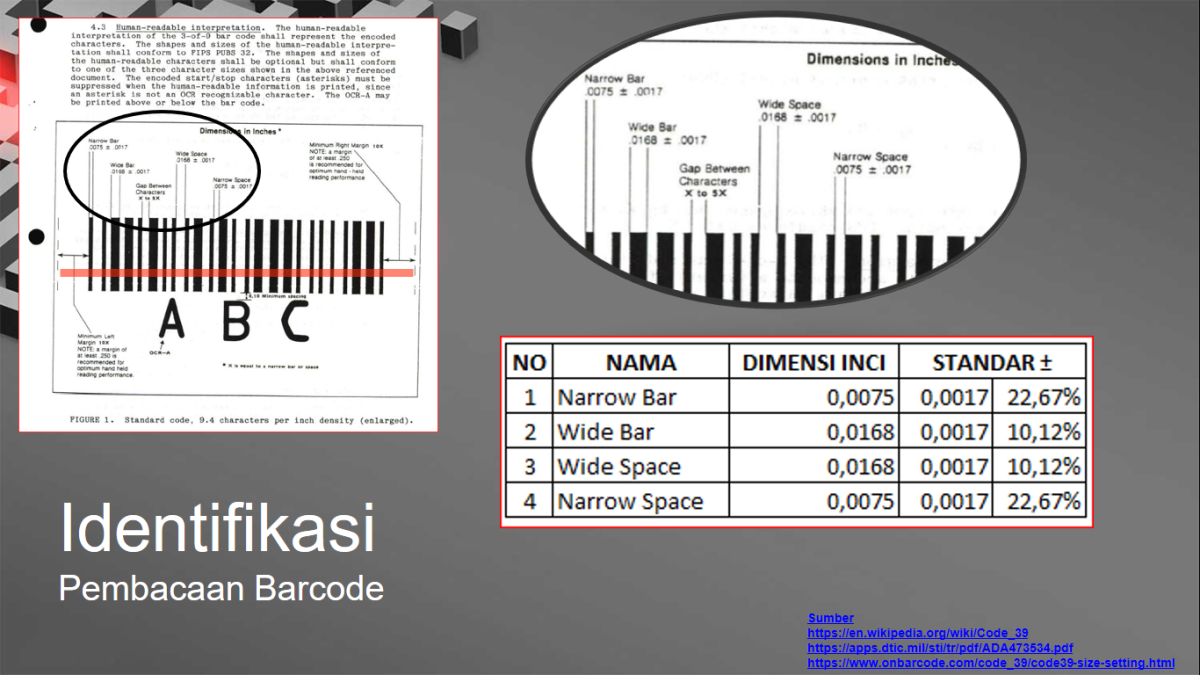 4.3 Human-readable interpretation. The human-readable
interpretation of the 3-of-9 bar code shall represent the encoded
characters. The shapes and sizes of the human-readable interpre-
tation shall conform to FIPS PUBS 32. The shapes and sizes of
the human-readable characters shall be optional but shall conform
to one of the three character sizes shown in the above referenced
document. The encoded start/stop characters (asterisks) must be
suppressed when the human-readable information is printed, since
an asterisk is not an OCR recognizable character. The OCR-A may
be printed above or below the bar code.
Dimensions in Inches *
Narrow Bar
.0075 ± .0017
Wide Bar
.0168 ± .0017
Gap Between
Characters
X to 5X
Wide Space
.0168 ± .0017
Narrow Space
.0075 ± .0017
Minimum Right Margin 10X
NOTE: a margin
of at least .250
is recommended for
optimum hand-held
reading performance
0.10 Minimum spacing
A B C
OCR-A
Minimum Left
Margin 10X
NOTE: a margin of
at least .250 is
recommended for
optimum hand held
reading performance.
* X is equal to a narrow bar or space
FIGURE 1. Standard code, 9.4 characters per inch density (enlarged).
Dimensions in Inches
Narrow Bar
.0075 ± .0017
Wide Bar
.0168 ± .0017
Gap Between
Characters
X to 5X
Wide Space
.0168 ± .0017
Narrow Space
.0075 ± .0017
NO NAMA DIMENSI INCI STANDAR ±
1 Narrow Bar 0,0075 0,0017 22,67%
2 Wide Bar 0,0168 0,0017 10,12%
3 Wide Space 0,0168 0,0017 10,12%
4 Narrow Space 0,0075 0,0017 22,67%
Identifikasi
Pembacaan Barcode
Sumber
https://en.wikipedia.org/wiki/Code_39
https://apps.dtic.mil/sti/tr/pdf/ADA473534.pdf
https://www.onbarcode.com/code_39/code39-size-setting.html